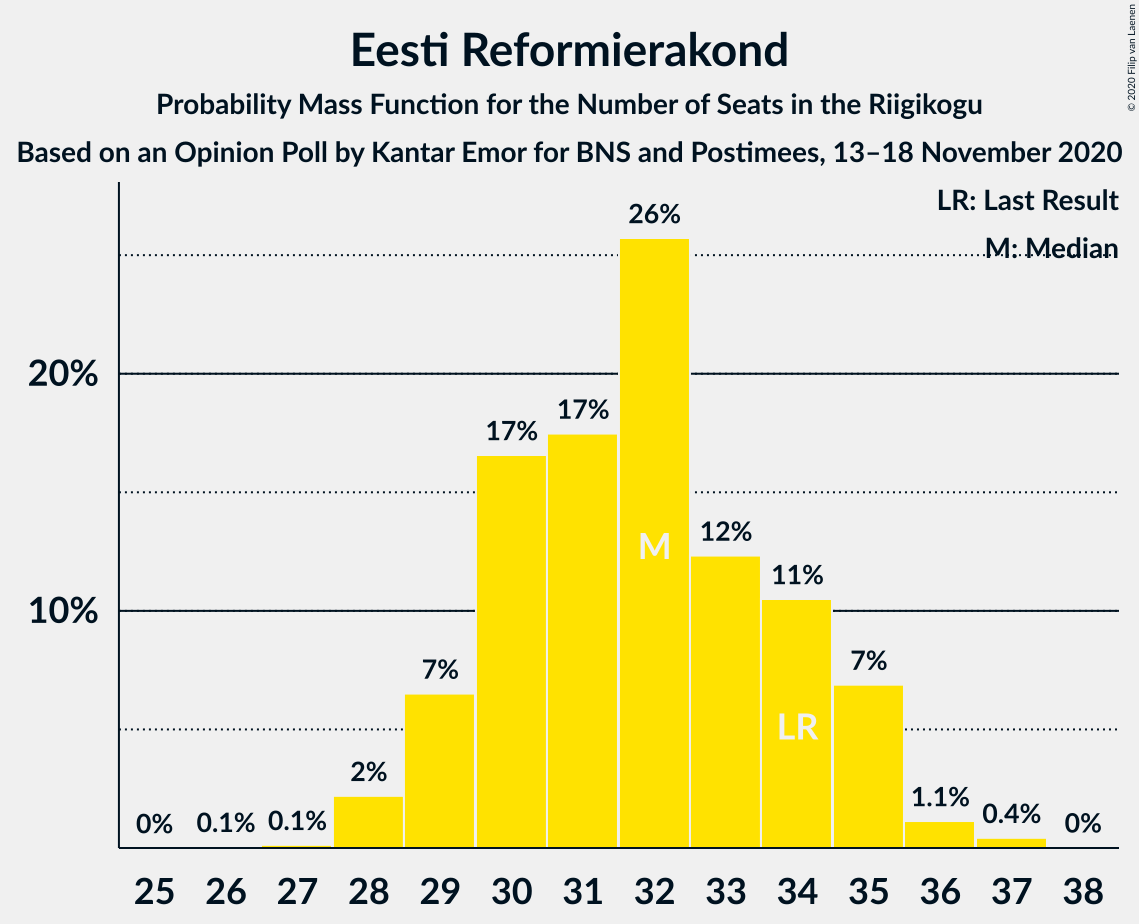 Eesti Reformierakond
Probability Mass Function for the Number of Seats in the Riigikogu
Based on an Opinion Poll by Kantar Emor for BNS and Postimees, 13–18 November 2020
© 2020 Filip van Laenen
LR: Last Result
M: Median
20%
10%
0%
0.1%
0.1%
2%
7%
17%
17%
26%
12%
11%
7%
1.1%
0.4%
0%
M
LR
25 26 27 28 29 30 31 32 33 34 35 36 37 38